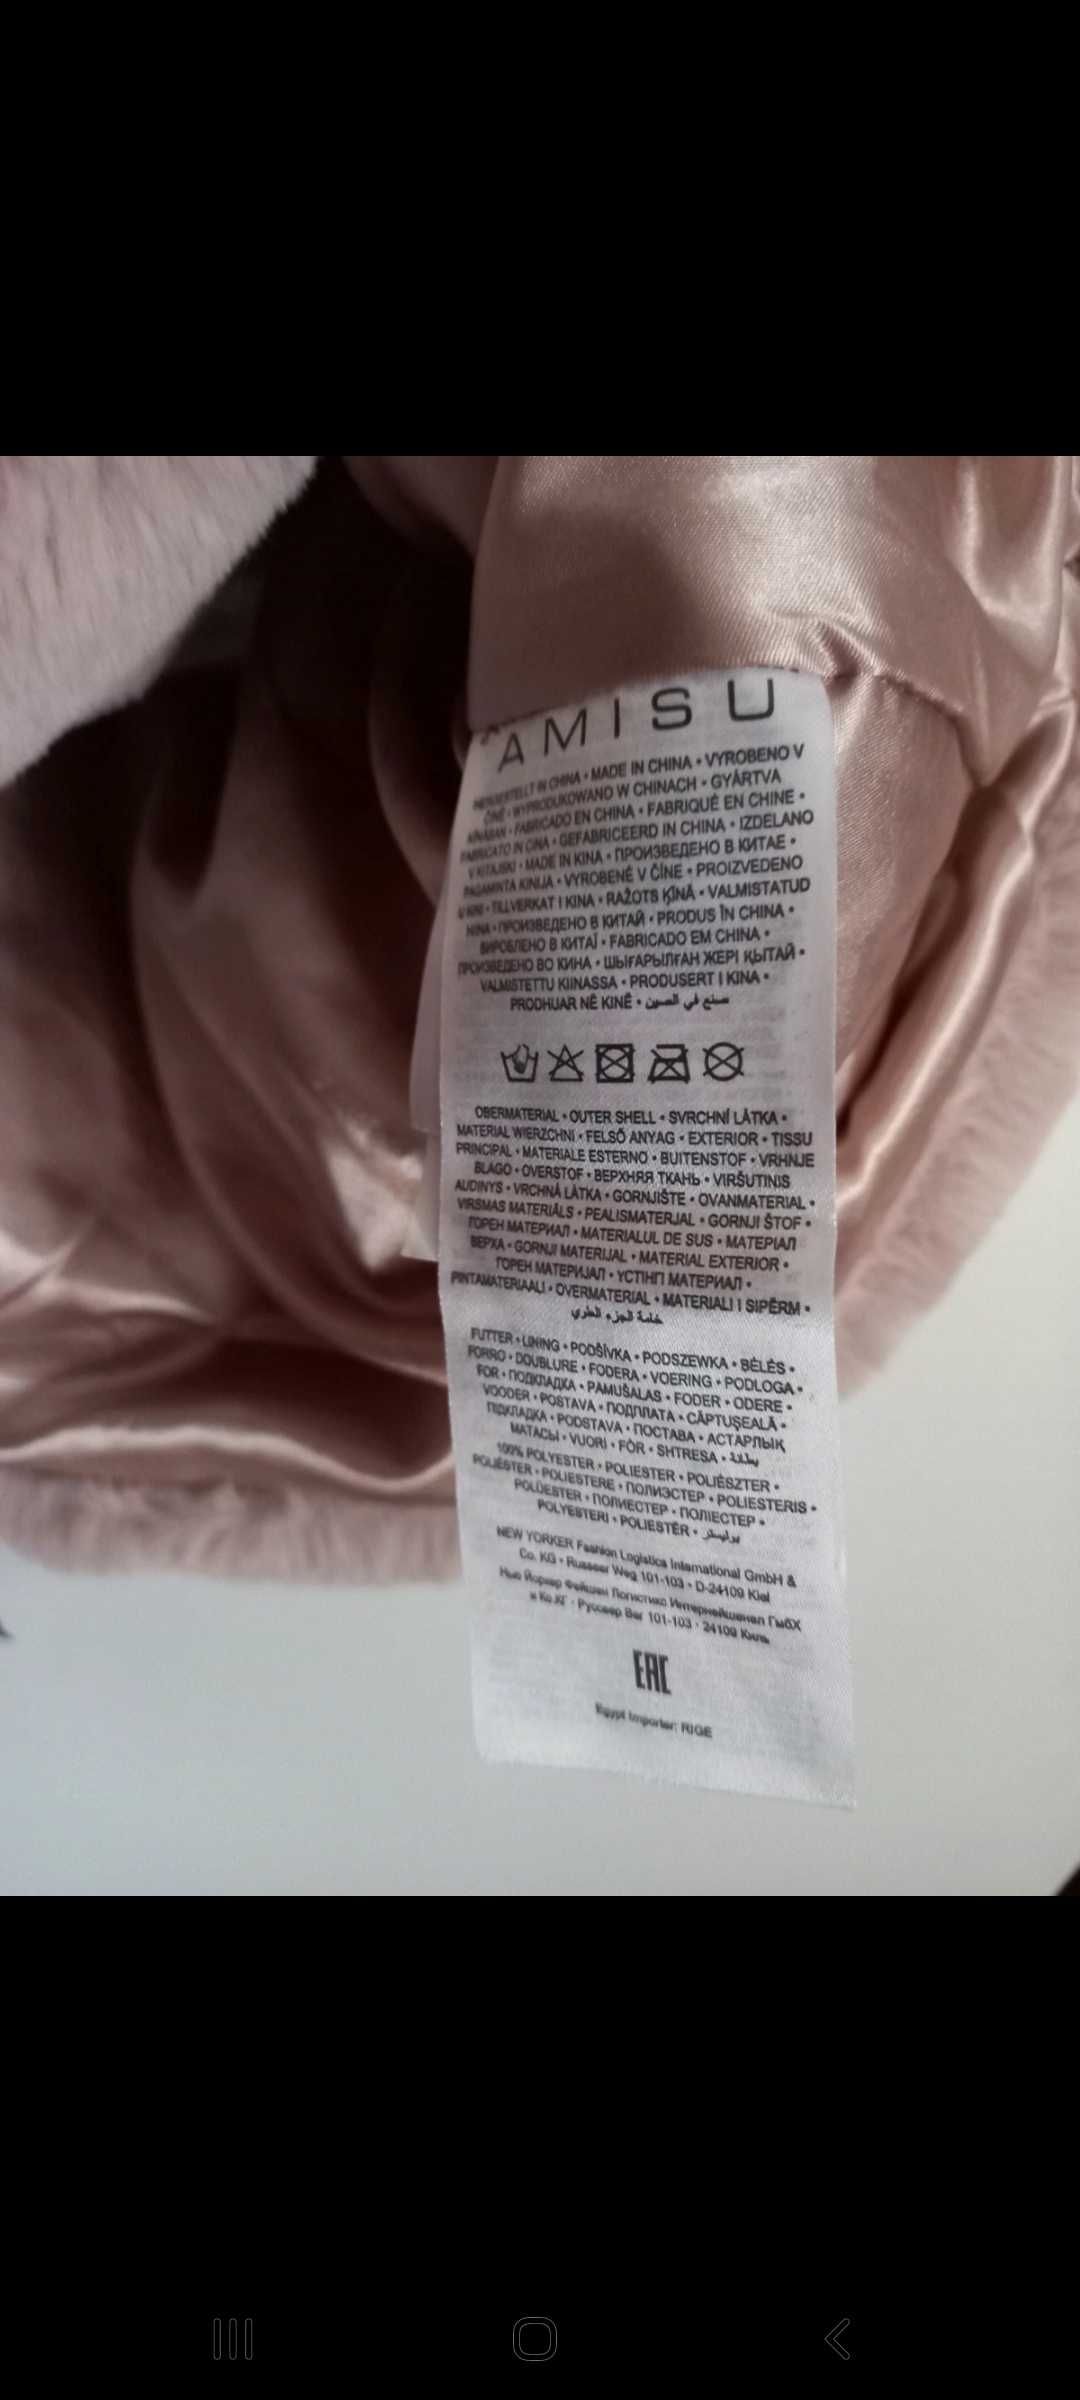 AMISU
HERGESTELLT IN CHINA • MADE IN CHINA • VYROBENO V
ČÍNĚ • WYPRODUKOWANO W CHINACH • GYÁRTVA
KÍNÁBAN • FABRICADO EN CHINA • FABRIQUÉ EN CHINE •
FABRICATO IN CINA • GEFABRICEERD IN CHINA • IZDELANO
V KITAJSKI • MADE IN KINA • ПРОИЗВЕДЕНО В КИТАЕ •
PAGAMINTA KINIJA • VYROBENÉ V ČÍNE • PROIZVEDENO
U KINI • TILLVERKAT I KINA • RAŽOTS ĶĪNĀ • VALMISTATUD
HIINA • ПРОИЗВЕДЕНО В КИТАЙ • PRODUS ÎN CHINA •
ВИРОБЛЕНО В КИТАЇ • FABRICADO EM CHINA •
ПРОИЗВЕДЕНО ВО КИНА • ШЫҒАРЫЛҒАН ЖЕРІ ҚЫТАЙ •
VALMISTETTU KIINASSA • PRODUSERT I KINA •
PRODHUAR NË KINË • صنع في الصين
OBERMATERIAL • OUTER SHELL • SVRCHNÍ LÁTKA •
MATERIAL WIERZCHNI • FELSŐ ANYAG • EXTERIOR • TISSU
PRINCIPAL • MATERIALE ESTERNO • BUITENSTOF • VRHNJE
BLAGO • OVERSTOF • ВЕРХНЯЯ ТКАНЬ • VIRŠUTINIS
AUDINYS • VRCHNÁ LÁTKA • GORNJIŠTE • OVANMATERIAL •
VIRSMAS MATERIĀLS • PEALISMATERJAL • GORNJI ŠTOF •
ГОРЕН МАТЕРИАЛ • MATERIALUL DE SUS • МАТЕРІАЛ
ВЕРХА • GORNJI MATERIJAL • MATERIAL EXTERIOR •
ГОРЕН МАТЕРИЈАЛ • ҮСТІҢГІ МАТЕРИАЛ •
PINTAMATERIAALI • OVERMATERIAL • MATERIALI I SIPËRM •
خامة الجزء
FUTTER • LINING • PODŠÍVKA • PODSZEWKA • BÉLÉS •
FORRO • DOUBLURE • FODERA • VOERING • PODLOGA •
FOR • ПОДКЛАДКА • PAMUŠALAS • FODER • ODERE •
VOODER • POSTAVA • ПОДПЛАТА • CĂPTUŞEALĂ •
ПІДКЛАДКА • PODSTAVA • ПОСТАВА • АСТАРЛЫҚ
МАТАСЫ • VUORI • FÔR • SHTRESA • بطانة
100% POLYESTER • POLIESTER • POLIÉSZTER •
POLIÉSTER • POLIESTERE • ПОЛИЭСТЕР • POLIESTERIS •
POLÜESTER • ПОЛИЕСТЕР • ПОЛІЕСТЕР •
POLYESTERI • POLIESTËR • بوليستر
NEW YORKER Fashion Logistics International GmbH &
Co. KG • Russeer Weg 101-103 • D-24109 Kiel
Нью Йоркер Фейшен Логистикс Интернейшенал ГмбХ
и Ко.КГ • Руссеер Вег 101-103 • 24109 Киль
EAC
Egypt Importer: RIGE